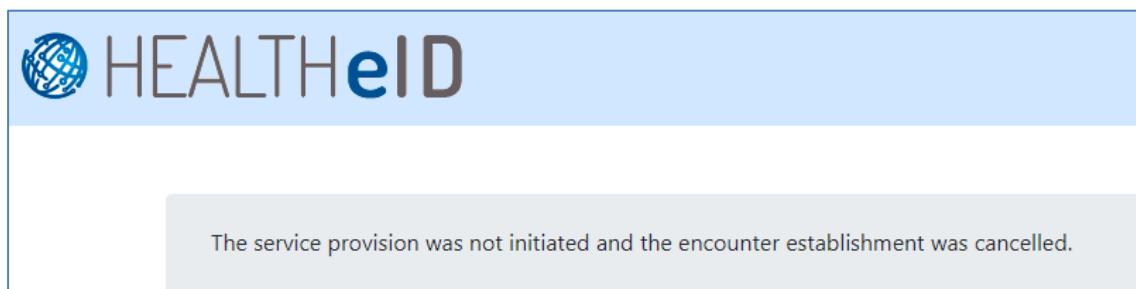 HEALTHeID
The service provision was not initiated and the encounter establishment was cancelled.